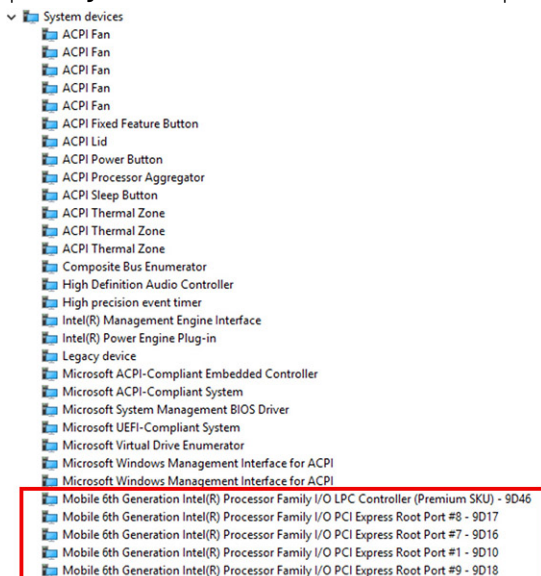 System devices
ACPI Fan
ACPI Fan
ACPI Fan
ACPI Fan
ACPI Fan
ACPI Fixed Feature Button
ACPI Lid
ACPI Power Button
ACPI Processor Aggregator
ACPI Sleep Button
ACPI Thermal Zone
ACPI Thermal Zone
ACPI Thermal Zone
Composite Bus Enumerator
High Definition Audio Controller
High precision event timer
Intel(R) Management Engine Interface
Intel(R) Power Engine Plug-in
Legacy device
Microsoft ACPI-Compliant Embedded Controller
Microsoft ACPI-Compliant System
Microsoft System Management BIOS Driver
Microsoft UEFI-Compliant System
Microsoft Virtual Drive Enumerator
Microsoft Windows Management Interface for ACPI
Microsoft Windows Management Interface for ACPI
Mobile 6th Generation Intel(R) Processor Family I/O LPC Controller (Premium SKU) - 9D46
Mobile 6th Generation Intel(R) Processor Family I/O PCI Express Root Port #8 - 9D17
Mobile 6th Generation Intel(R) Processor Family I/O PCI Express Root Port #7 - 9D16
Mobile 6th Generation Intel(R) Processor Family I/O PCI Express Root Port #1 - 9D10
Mobile 6th Generation Intel(R) Processor Family I/O PCI Express Root Port #9 - 9D18